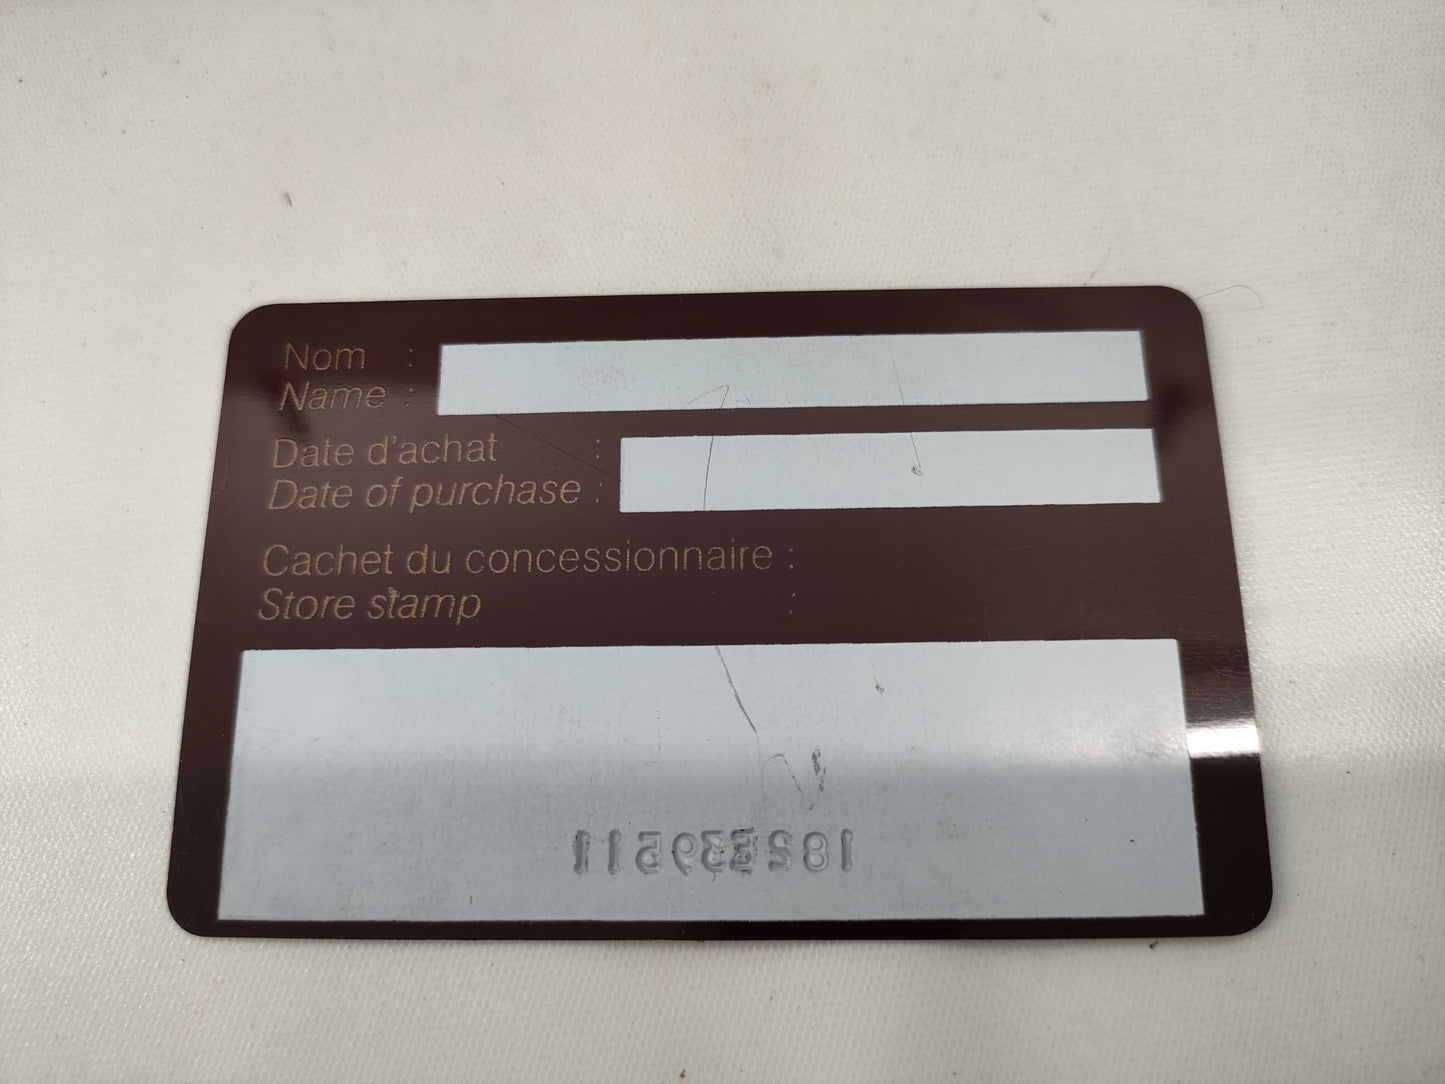 Nom :
Name :
Date d'achat :
Date of purchase :
Cachet du concessionnaire :
Store stamp :